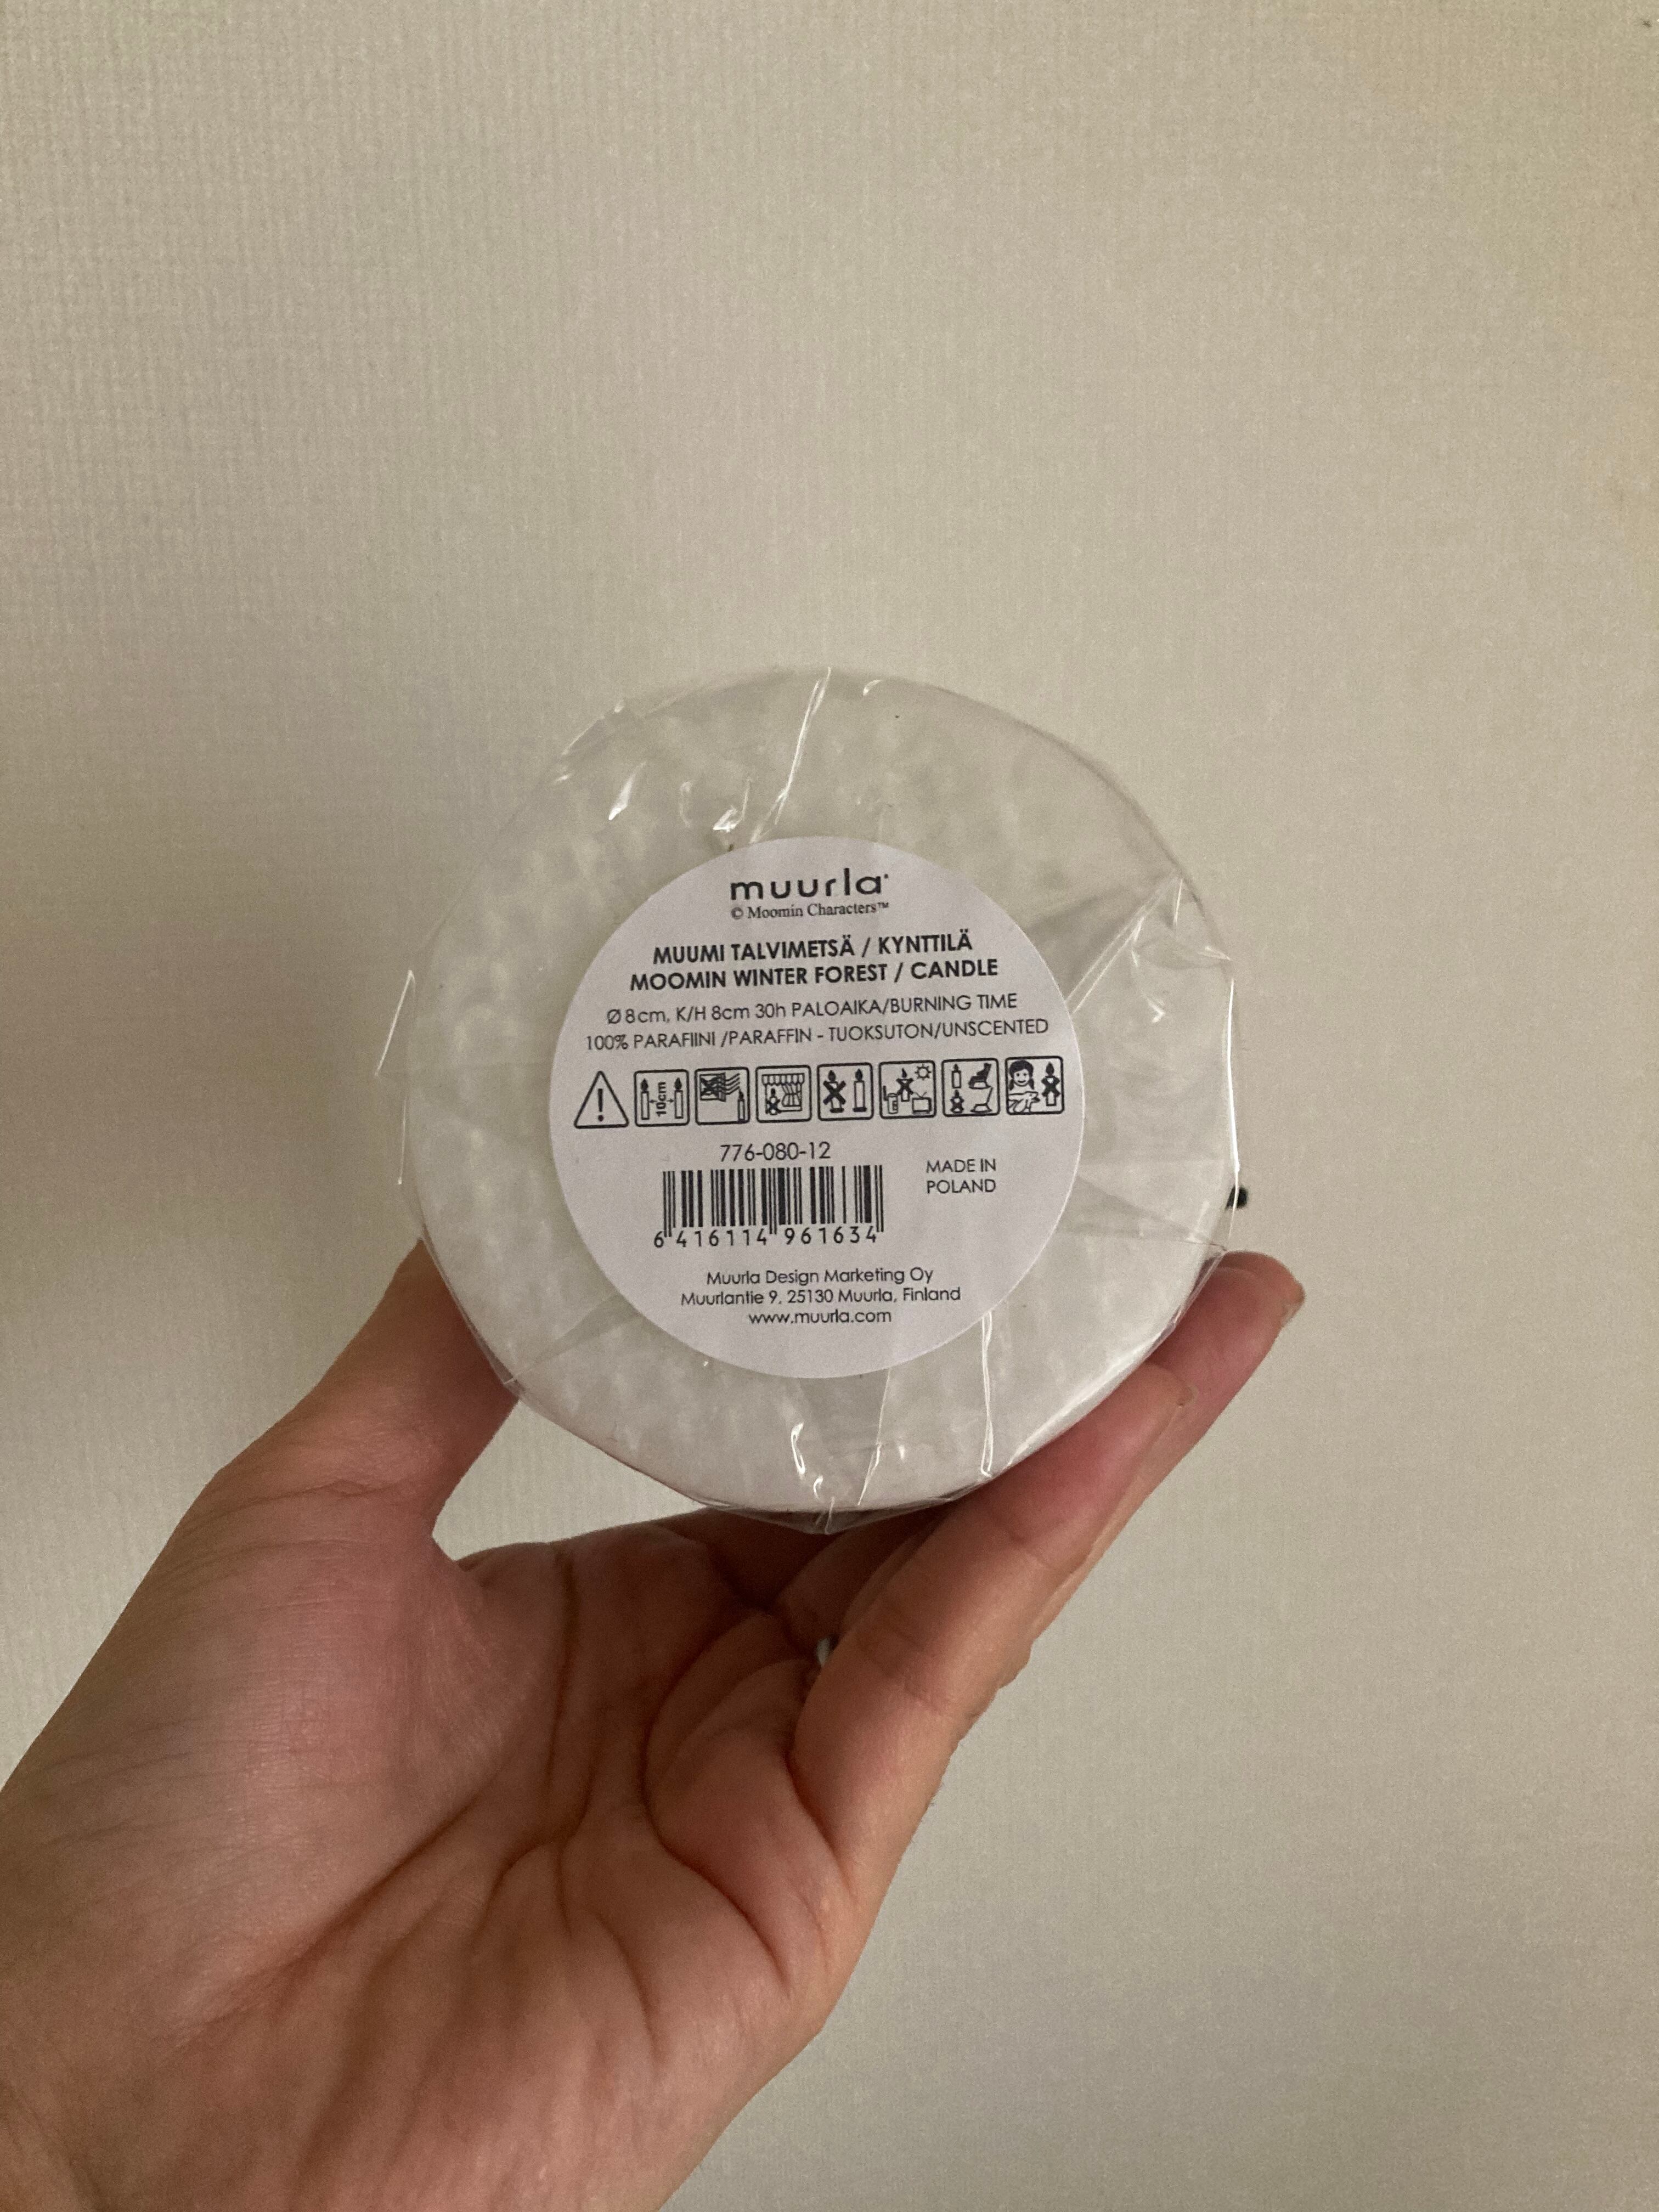 muurla
© Moomin Characters™
MUUMI TALVIMETSÄ / KYNTTILÄ
MOOMIN WINTER FOREST / CANDLE
Ø 8cm, K/H 8cm 30h PALOAIKA/BURNING TIME
100% PARAFIINI /PARAFFIN - TUOKSUTON/UNSCENTED
10cm
776-080-12
MADE IN
POLAND
6 416114 961634
Muurla Design Marketing Oy
Muurlantie 9, 25130 Muurla, Finland
www.muurla.com